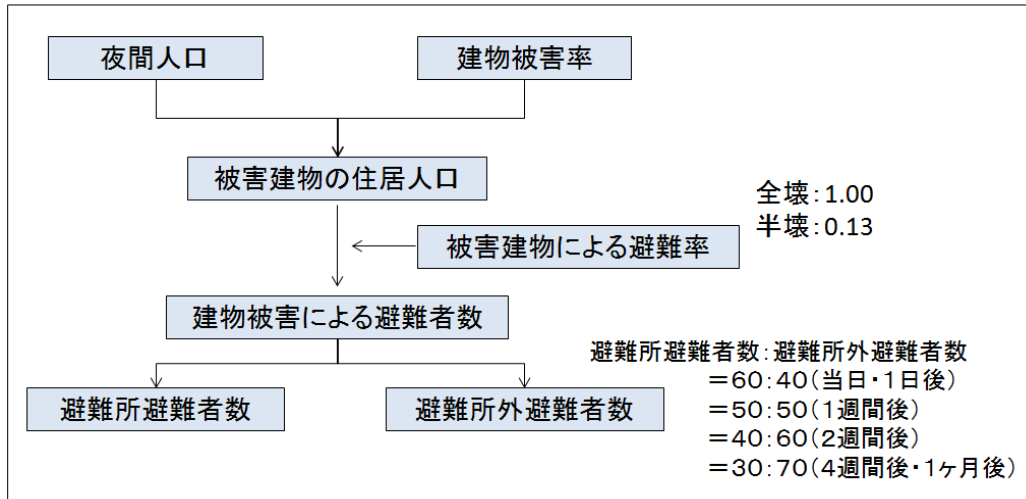 夜間人口
建物被害率
被害建物の住居人口
全壊：1.00
半壊：0.13
被害建物による避難率
建物被害による避難者数
避難所避難者数：避難所外避難者数
＝60：40（当日・1日後）
＝50：50（1週間後）
＝40：60（2週間後）
＝30：70（4週間後・1ヶ月後）
避難所避難者数
避難所外避難者数